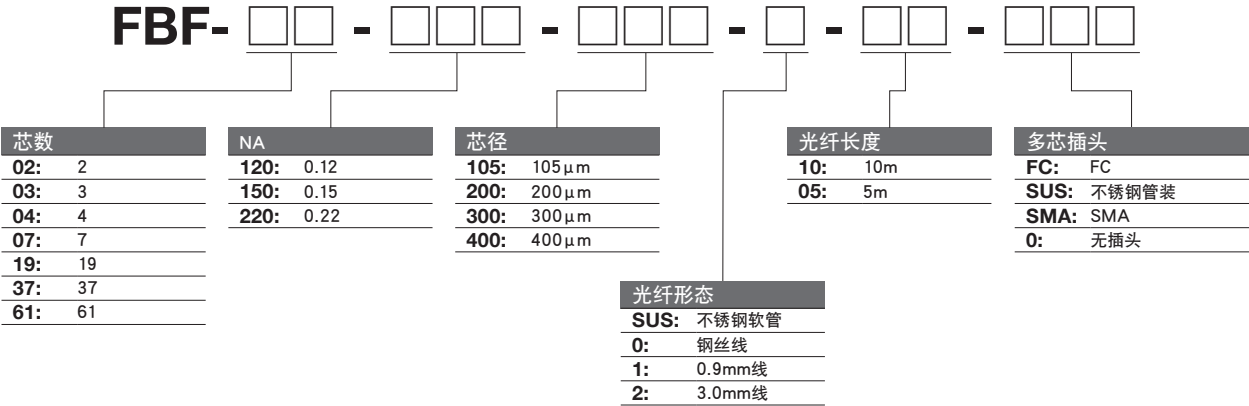 FBF- □□ - □□□ - □□□ - □ - □□ - □□□
芯数
02: 2
03: 3
04: 4
07: 7
19: 19
37: 37
61: 61
NA
120: 0.12
150: 0.15
220: 0.22
芯径
105: 105μm
200: 200μm
300: 300μm
400: 400μm
光纤形态
SUS: 不锈钢软管
0: 钢丝线
1: 0.9mm线
2: 3.0mm线
光纤长度
10: 10m
05: 5m
多芯插头
FC: FC
SUS: 不锈钢管装
SMA: SMA
0: 无插头